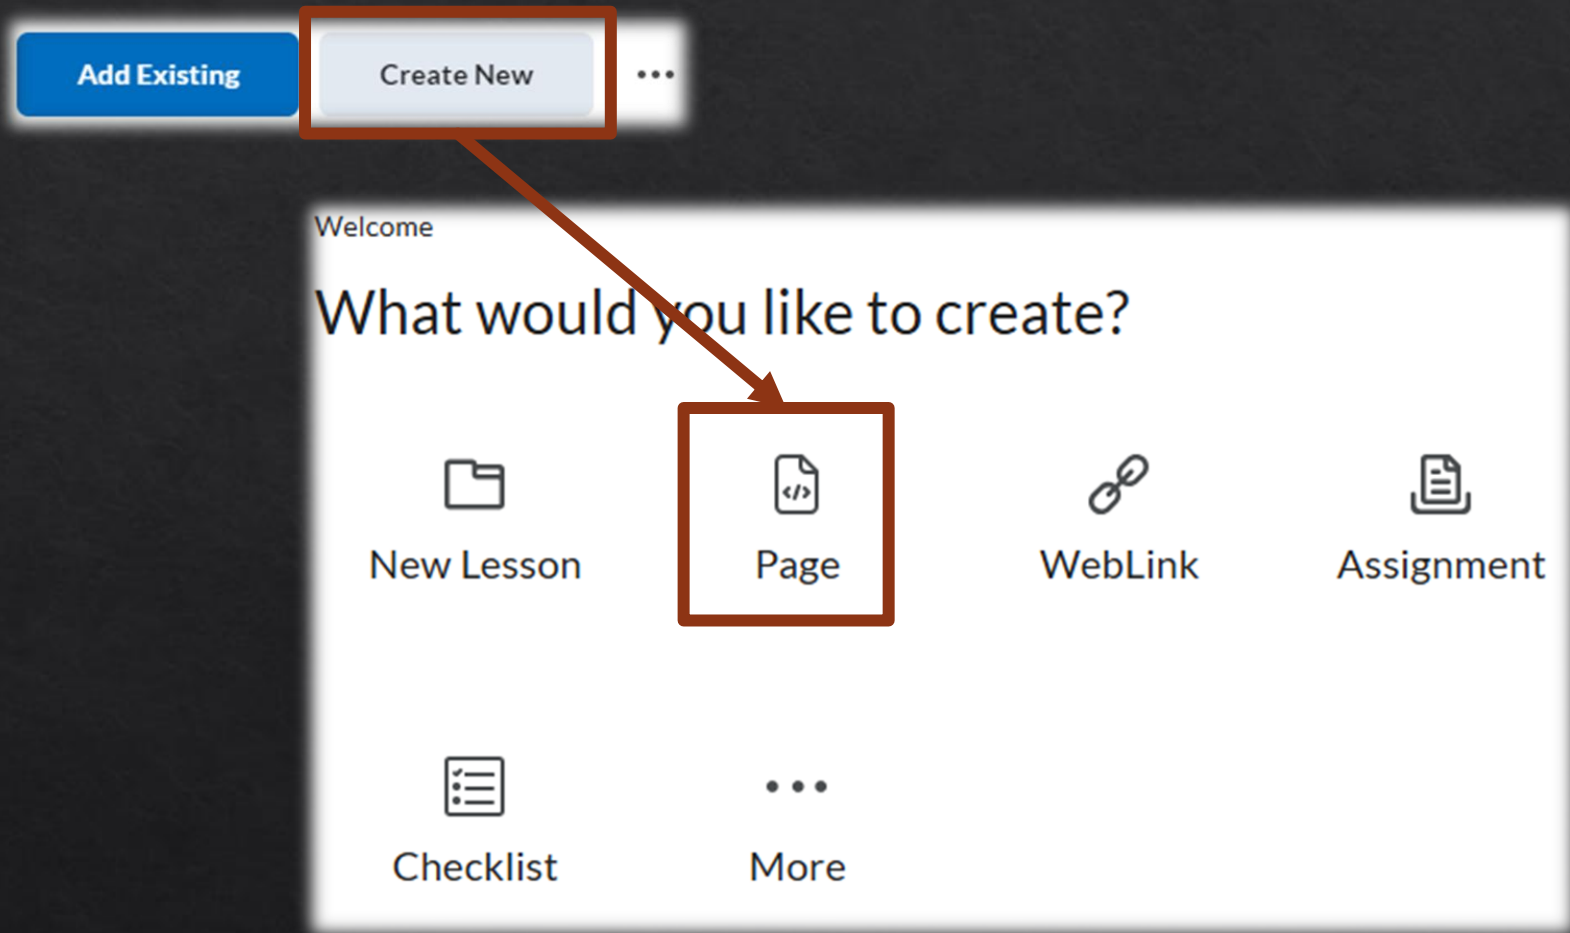 Add Existing Create New ...
Welcome
What would you like to create?
</> 
New Lesson Page WebLink Assignment
Checklist More